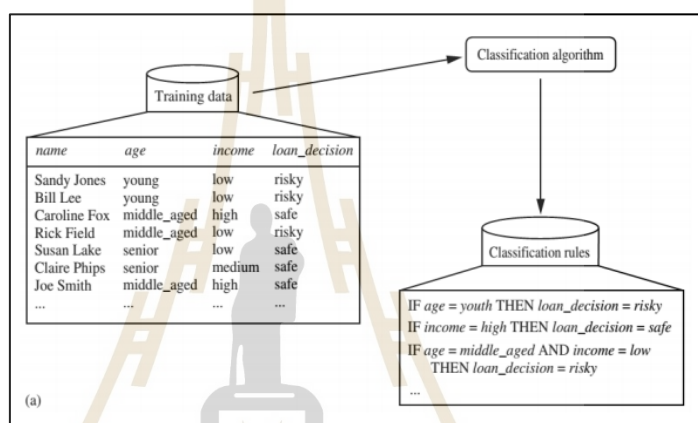 Classification algorithm
Training data
name age income loan_decision
Sandy Jones young low risky
Bill Lee young low risky
Caroline Fox middle_aged high safe
Rick Field middle_aged low risky
Susan Lake senior low safe
Claire Phips senior medium safe
Joe Smith middle_aged high safe
... ... ... ...
Classification rules
IF age = youth THEN loan_decision = risky
IF income = high THEN loan_decision = safe
IF age = middle_aged AND income = low
THEN loan_decision = risky
...
(a)